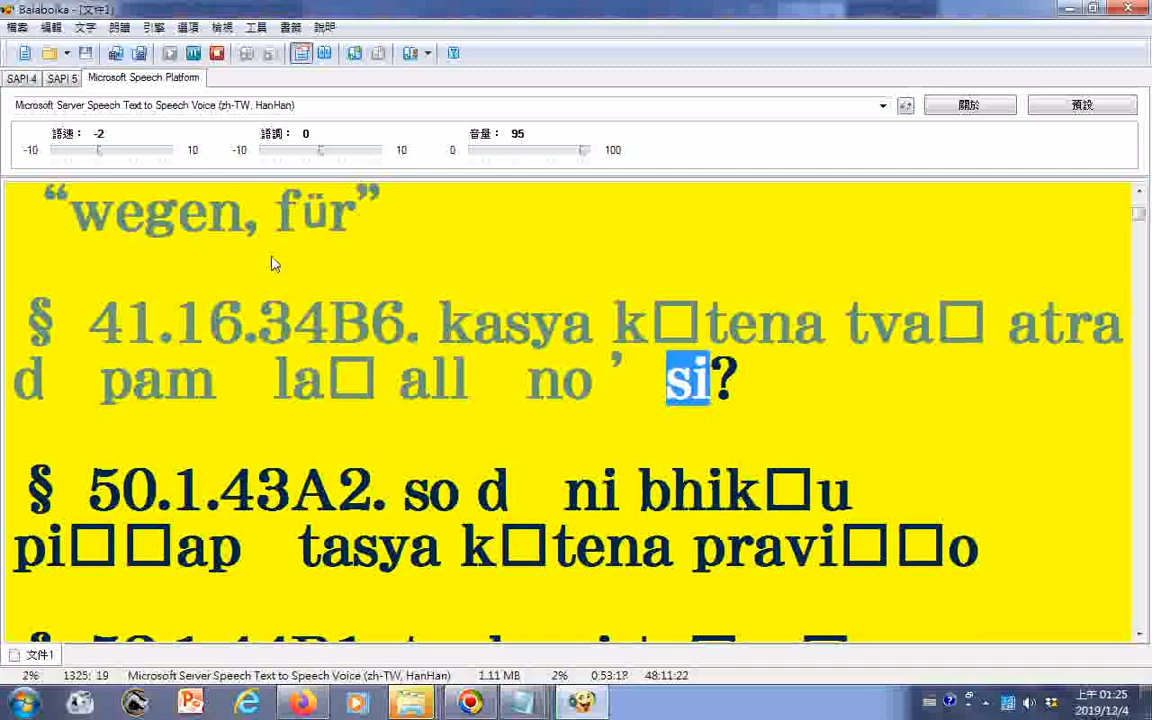 Balabolka - [文件1]
檔案 編輯 文字 朗讀 引擎 選項 檢視 工具 書籤 說明
SAPI 4 SAPI 5 Microsoft Speech Platform
Microsoft Server Speech Text to Speech Voice (zh-TW, HanHan) 關於 預設
語速： -2 語調： 0 音量： 95
-10 10 -10 10 0 100
“wegen, für”
§ 41.16.34B6. kasya k□tena tva□ atra
d pam la□ all no ’ si?
§ 50.1.43A2. so d ni bhik□u
pi□□ap tasya k□tena pravi□□o
文件1
2% 1325: 19 Microsoft Server Speech Text to Speech Voice (zh-TW, HanHan) 1.11 MB 2% 0:53:1? 48:11:22
上午 01:25
2019/12/4